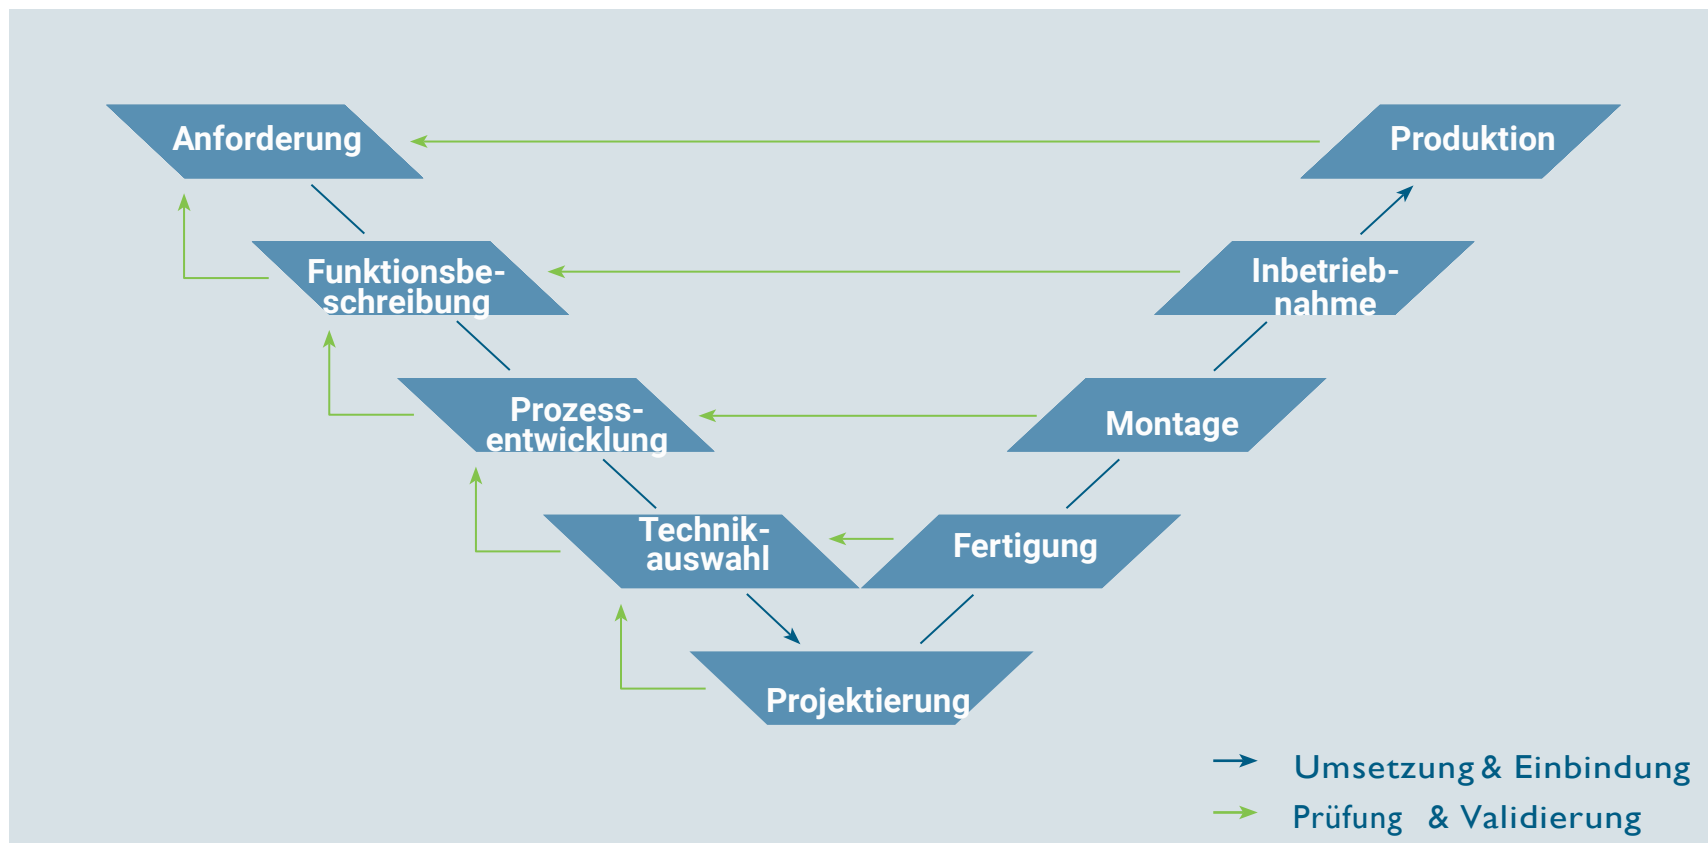 Anforderung
Produktion
Funktionsbe-
schreibung
Inbetrieb-
nahme
Prozess-
entwicklung
Montage
Technik-
auswahl
Fertigung
Projektierung
Umsetzung & Einbindung
Prüfung & Validierung